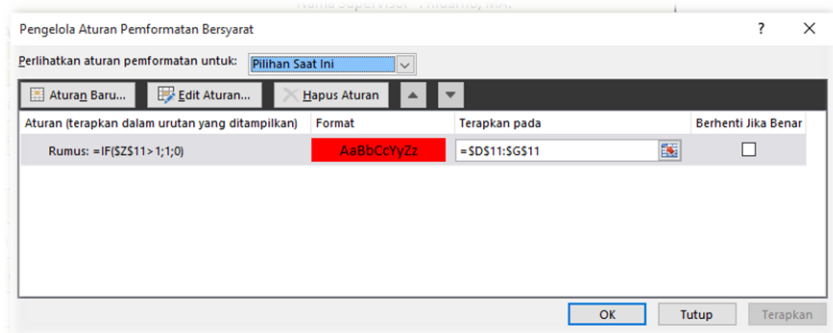 Pengelola Aturan Pemformatan Bersyarat ? ×
Perlihatkan aturan pemformatan untuk: Pilihan Saat Ini
Aturan Baru... Edit Aturan... Hapus Aturan
Aturan (terapkan dalam urutan yang ditampilkan) Format Terapkan pada Berhenti Jika Benar
Rumus: =IF($Z$11>1;1;0) AaBbCcYyZz =$D$11:$G$11
OK Tutup Terapkan